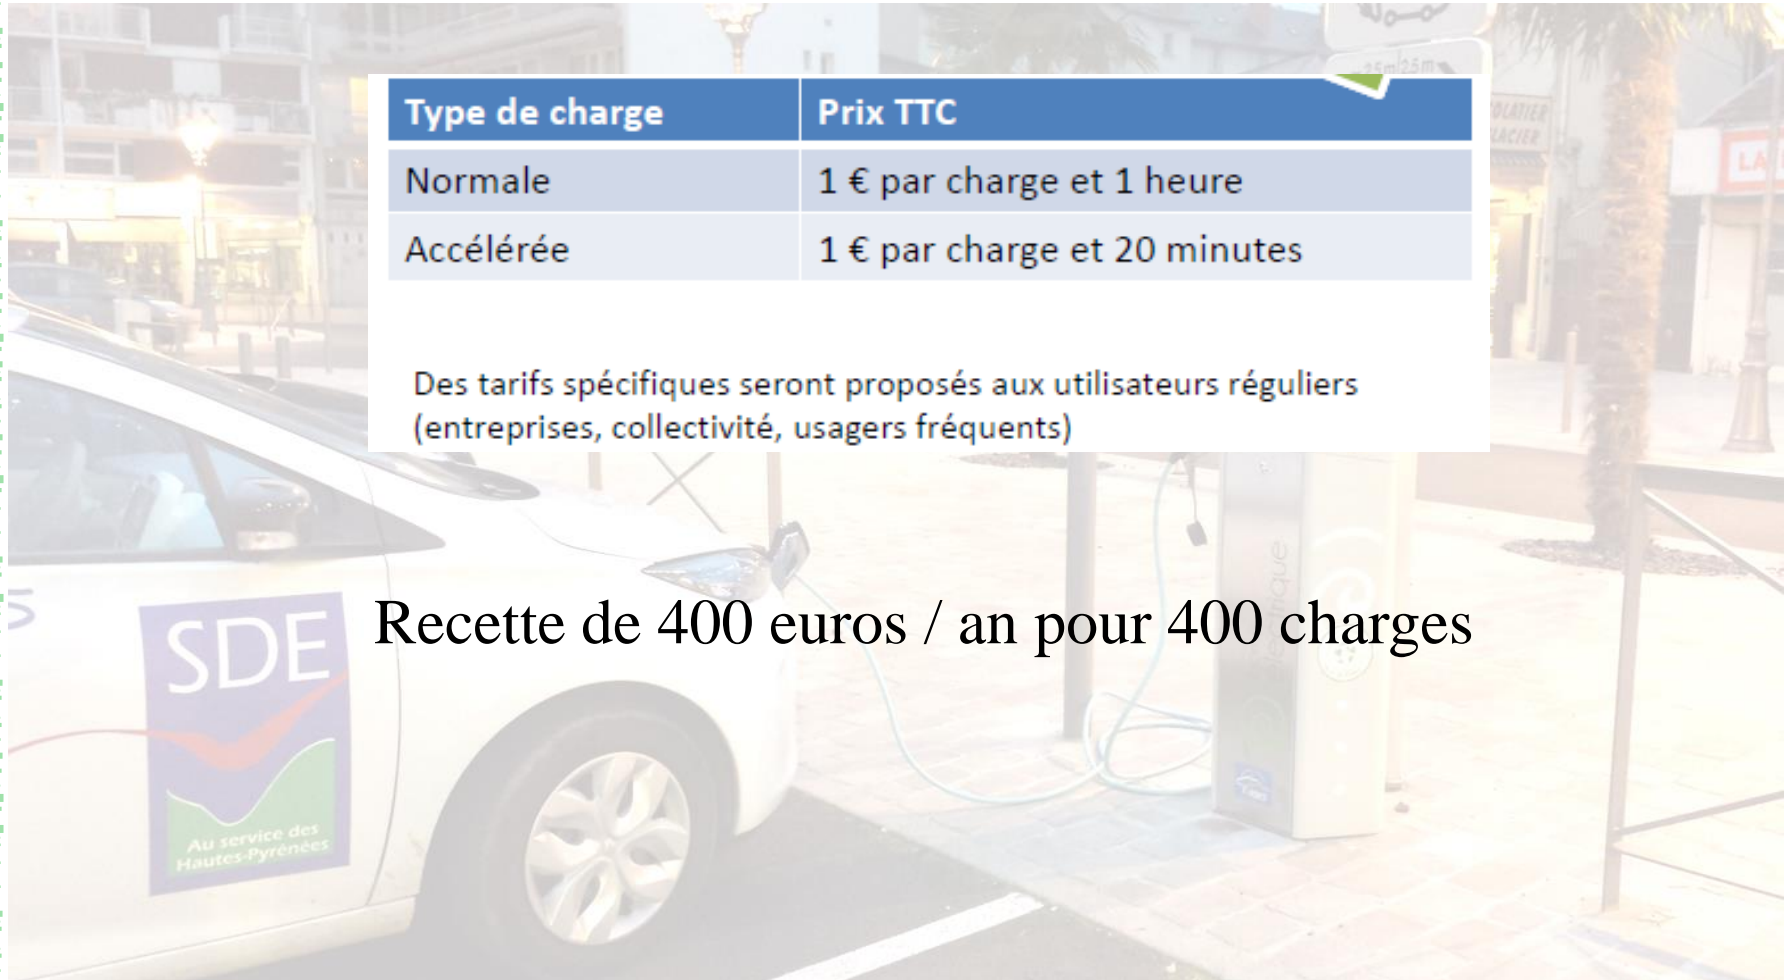 25m 25m
Type de charge
Prix TTC
Normale
1 € par charge et 1 heure
Accélérée
1 € par charge et 20 minutes
Des tarifs spécifiques seront proposés aux utilisateurs réguliers
(entreprises, collectivité, usagers fréquents)
Recette de 400 euros / an pour 400 charges
SDE
Au service des
Hautes-Pyrénées